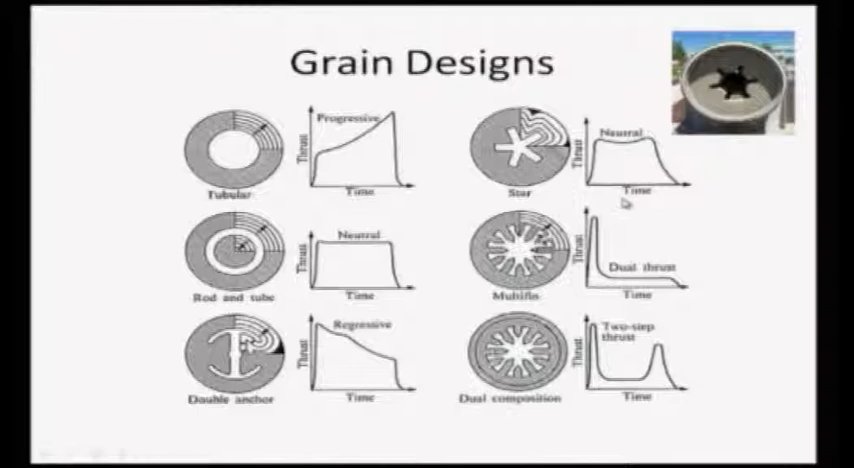 Grain Designs
Progressive
Thrust
Time
Tubular
Neutral
Thrust
Time
Star
Neutral
Thrust
Time
Rod and tube
Dual thrust
Thrust
Time
Multifin
Regressive
Thrust
Time
Double anchor
Two-step
thrust
Thrust
Time
Dual composition